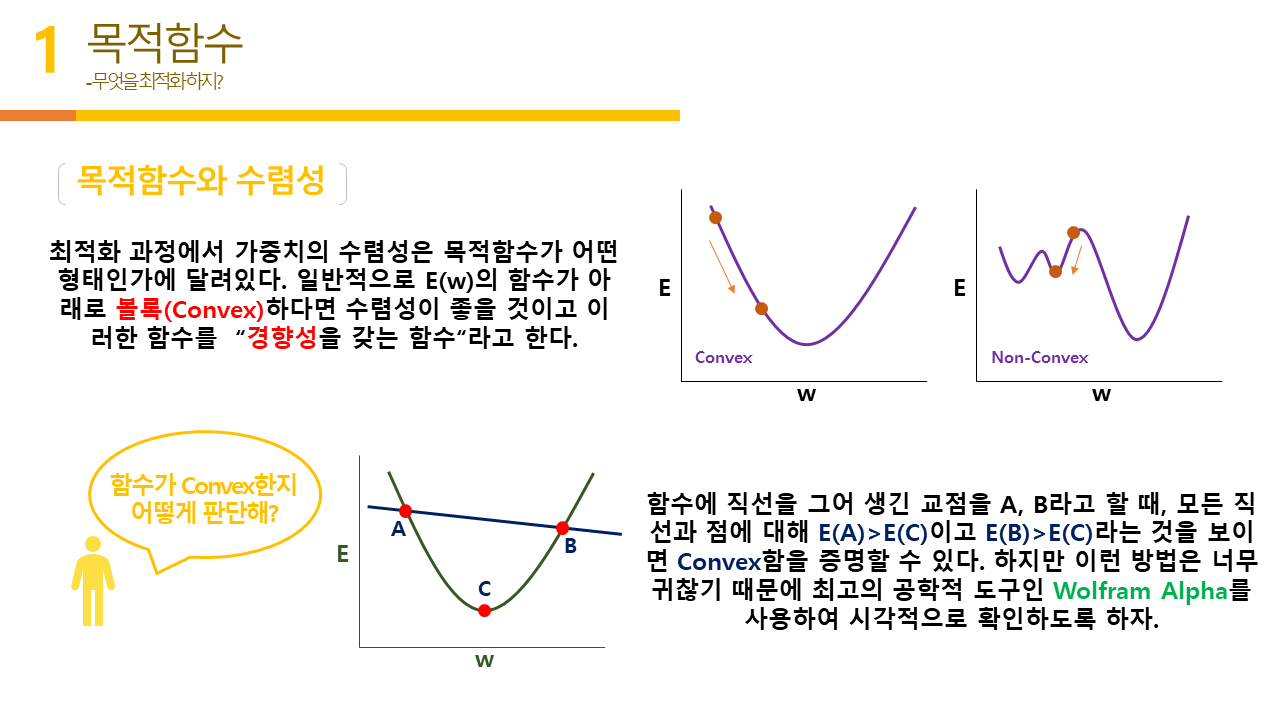 1
목적함수
-무엇을 최적화 하지?
목적함수와 수렴성
최적화 과정에서 가중치의 수렴성은 목적함수가 어떤
형태인가에 달려있다. 일반적으로 E(w)의 함수가 아
래로 볼록(Convex)하다면 수렴성이 좋을 것이고 이
러한 함수를 “경향성을 갖는 함수“라고 한다.
E
Convex
w
E
Non-Convex
w
함수가 Convex한지
어떻게 판단해?
A
B
C
E
w
함수에 직선을 그어 생긴 교점을 A, B라고 할 때, 모든 직
선과 점에 대해 E(A)>E(C)이고 E(B)>E(C)라는 것을 보이
면 Convex함을 증명할 수 있다. 하지만 이런 방법은 너무
귀찮기 때문에 최고의 공학적 도구인 Wolfram Alpha를
사용하여 시각적으로 확인하도록 하자.